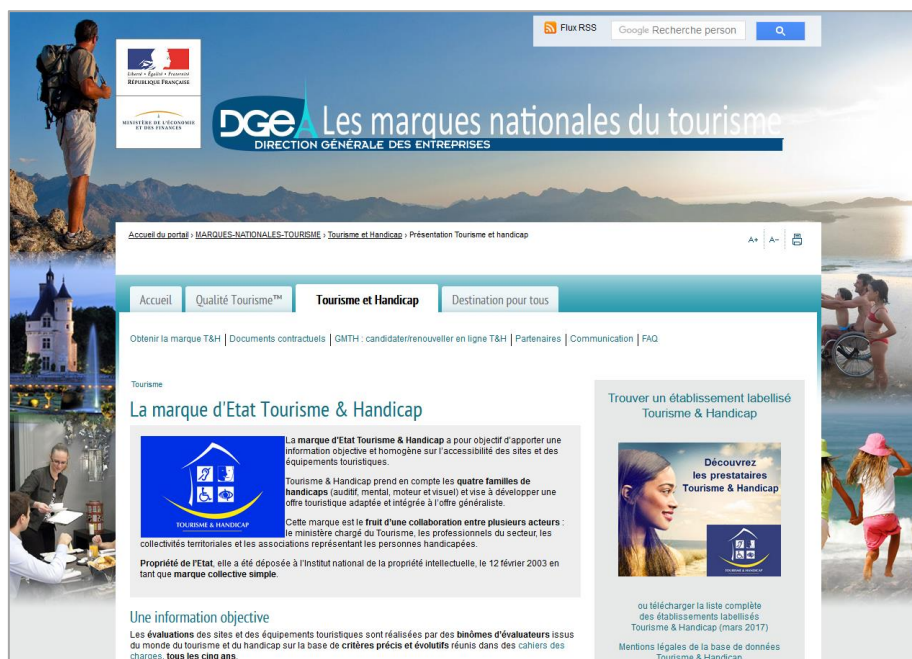 Flux RSS
Google Recherche person
Liberté • Égalité • Fraternité
RÉPUBLIQUE FRANÇAISE
MINISTÈRE DE L'ÉCONOMIE
ET DES FINANCES
DGE Les marques nationales du tourisme
DIRECTION GÉNÉRALE DES ENTREPRISES
Accueil du portail › MARQUES-NATIONALES-TOURISME › Tourisme et Handicap › Présentation Tourisme et handicap
A+ A-
Accueil
Qualité Tourisme™
Tourisme et Handicap
Destination pour tous
Obtenir la marque T&H | Documents contractuels | GMTH : candidater/renouveller en ligne T&H | Partenaires | Communication | FAQ
Tourisme
La marque d'Etat Tourisme & Handicap
TOURISME & HANDICAP
La marque d'Etat Tourisme & Handicap a pour objectif d'apporter une
information objective et homogène sur l'accessibilité des sites et des
équipements touristiques.
Tourisme & Handicap prend en compte les quatre familles de
handicaps (auditif, mental, moteur et visuel) et vise à développer une
offre touristique adaptée et intégrée à l'offre généraliste.
Cette marque est le fruit d'une collaboration entre plusieurs acteurs :
le ministère chargé du Tourisme, les professionnels du secteur, les
collectivités territoriales et les associations représentant les personnes handicapées.
Propriété de l'Etat, elle a été déposée à l'Institut national de la propriété intellectuelle, le 12 février 2003 en
tant que marque collective simple.
Une information objective
Les évaluations des sites et des équipements touristiques sont réalisées par des binômes d'évaluateurs issus
du monde du tourisme et du handicap sur la base de critères précis et évolutifs réunis dans des cahiers des
charges, tous les cinq ans.
Trouver un établissement labellisé
Tourisme & Handicap
Découvrez
les prestataires
Tourisme & Handicap
TOURISME & HANDICAP
ou télécharger la liste complète
des établissements labellisés
Tourisme & Handicap (mars 2017)
Mentions légales de la base de données
Tourisme & Handicap